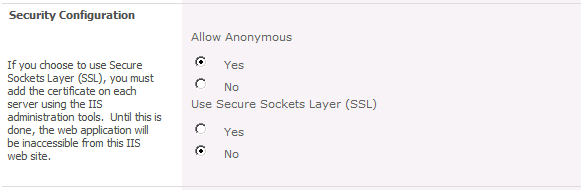 Security Configuration
If you choose to use Secure
Sockets Layer (SSL), you must
add the certificate on each
server using the IIS
administration tools.  Until this is
done, the web application will
be inaccessible from this IIS
web site.
Allow Anonymous
Yes
No
Use Secure Sockets Layer (SSL)
Yes
No